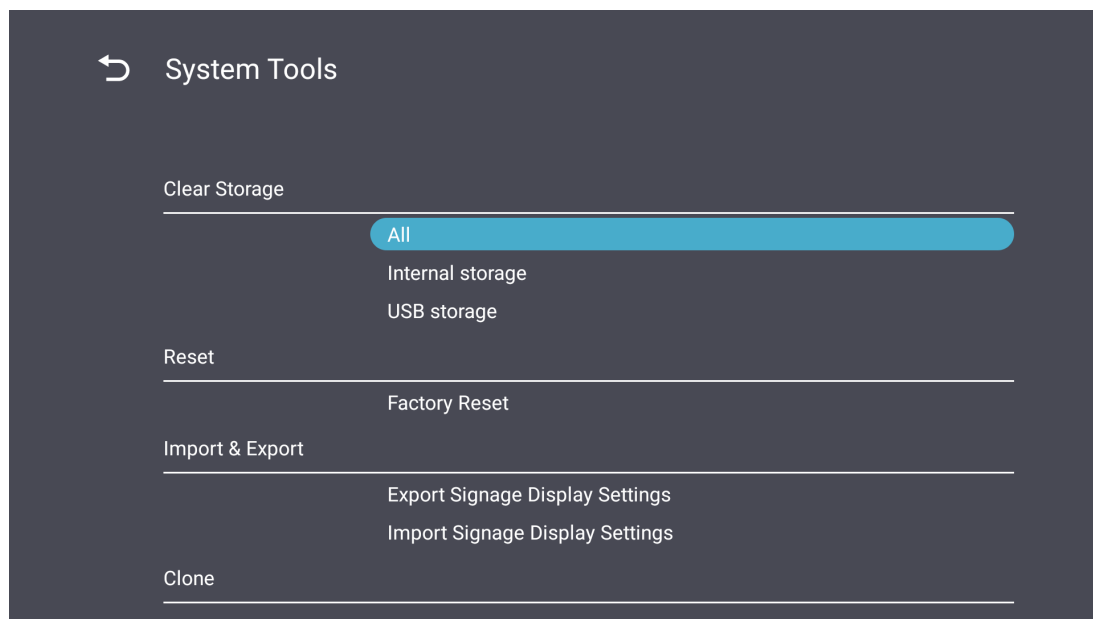 System Tools
Clear Storage
All
Internal storage
USB storage
Reset
Factory Reset
Import & Export
Export Signage Display Settings
Import Signage Display Settings
Clone